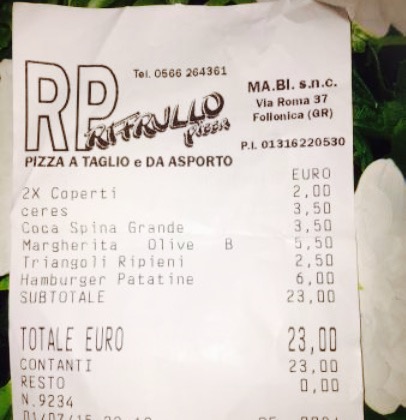 RP
Tel. 0566 264361
RITRULLO
Pizza
MA.BI. s.n.c.
Via Roma 37
Follonica (GR)
P.I. 01316220530
PIZZA A TAGLIO e DA ASPORTO
EURO
2X Coperti 2,00
ceres 3,50
Coca Spina Grande 3,50
Margherita Olive B 5,50
Triangoli Ripieni 2,50
Hamburger Patatine 6,00
SUBTOTALE 23,00
TOTALE EURO 23,00
CONTANTI 23,00
RESTO 0,00
N.9234